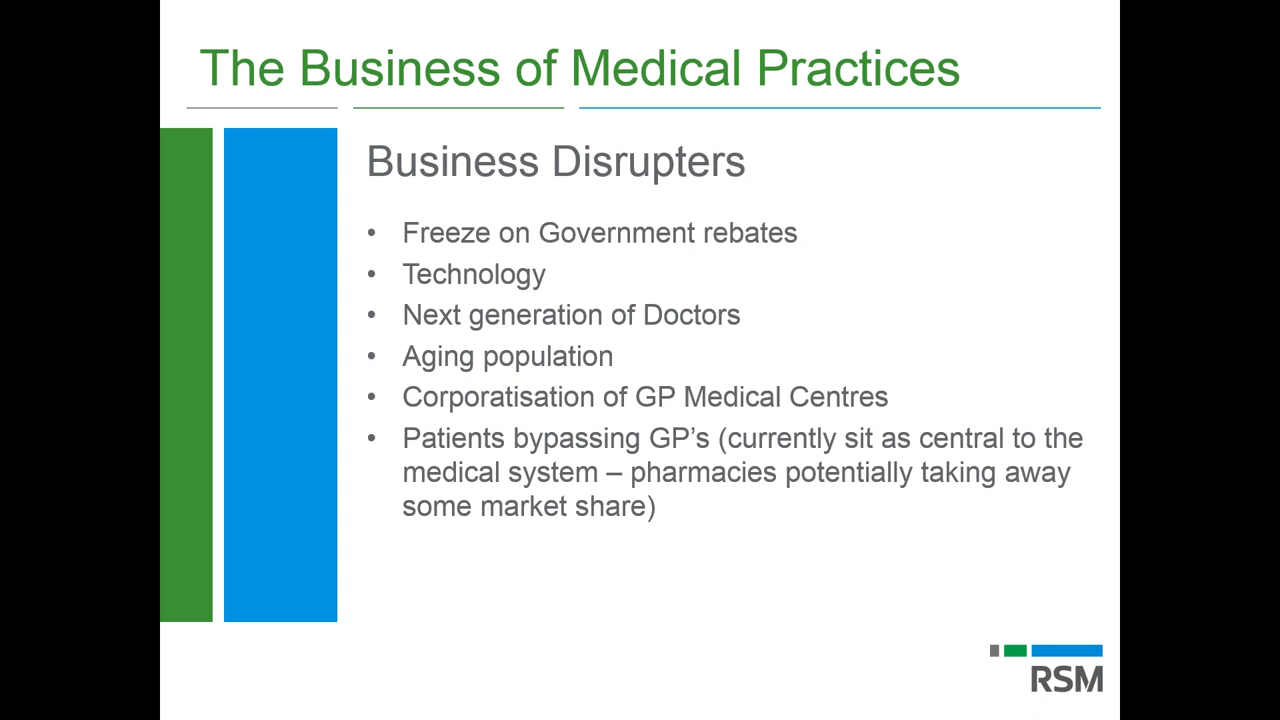 The Business of Medical Practices
Business Disrupters
• Freeze on Government rebates
• Technology
• Next generation of Doctors
• Aging population
• Corporatisation of GP Medical Centres
• Patients bypassing GP’s (currently sit as central to the
medical system – pharmacies potentially taking away
some market share)
RSM